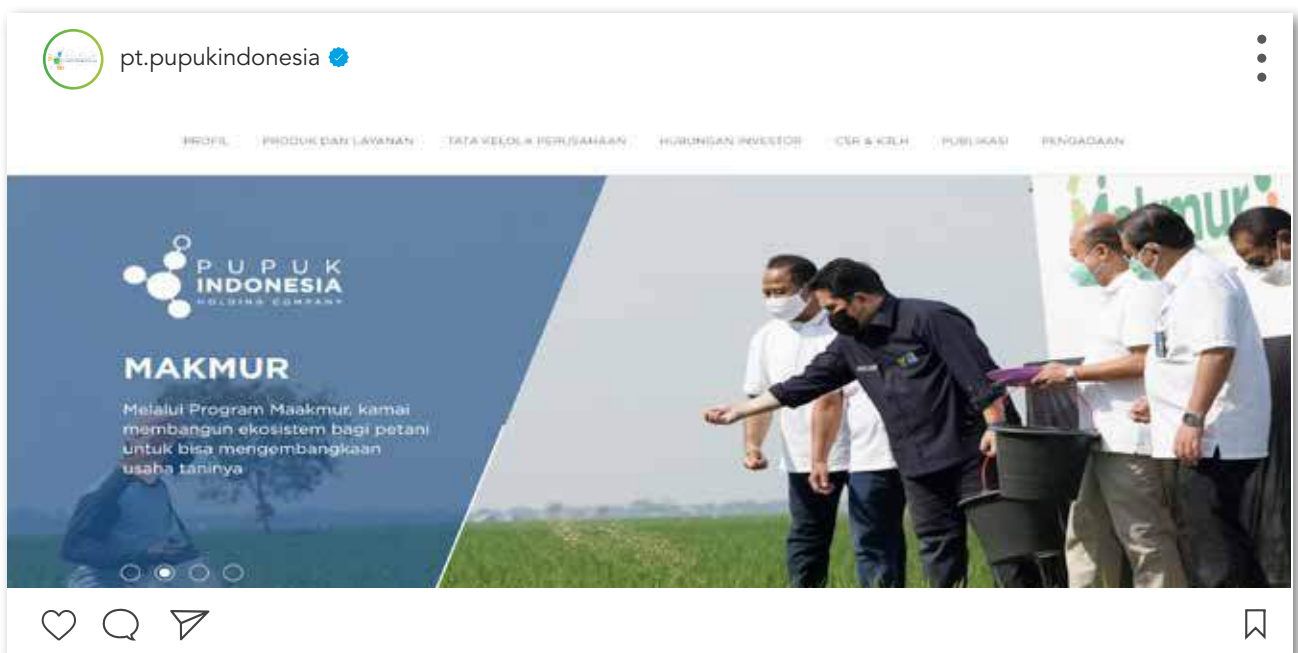 pt.pupukindonesia
PROFIL PRODUK DAN LAYANAN TATA KELOLA PERUSAHAAN HUBUNGAN INVESTOR CSR & K3LH PUBLIKASI PENGADAAN
PUPUK
INDONESIA
HOLDING COMPANY
MAKMUR
Melalui Program Maakmur, kamai
membangun ekosistem bagi petani
untuk bisa mengembangkaan
usaha taninya
Makmur